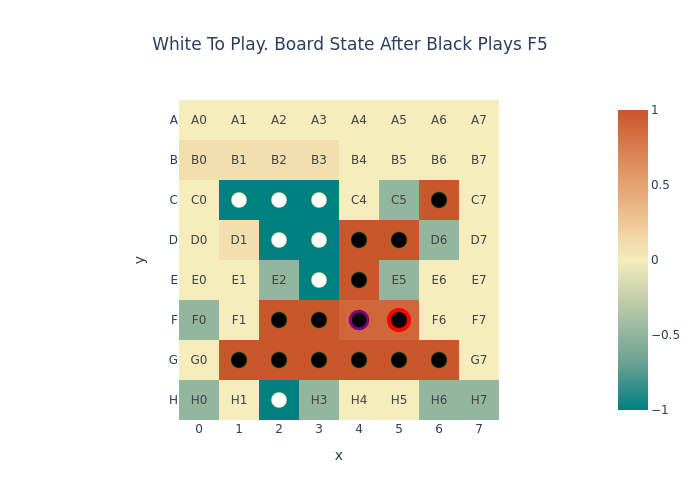 White To Play. Board State After Black Plays F5
A A0 A1 A2 A3 A4 A5 A6 A7 1
B B0 B1 B2 B3 B4 B5 B6 B7
0.5
C C0 C4 C5 C7
D D0 D1 D6 D7
y 0
E E0 E1 E2 E5 E6 E7
F F0 F1 F6 F7 −0.5
G G0 G7
H H0 H1 H3 H4 H5 H6 H7 −1
0 1 2 3 4 5 6 7
x